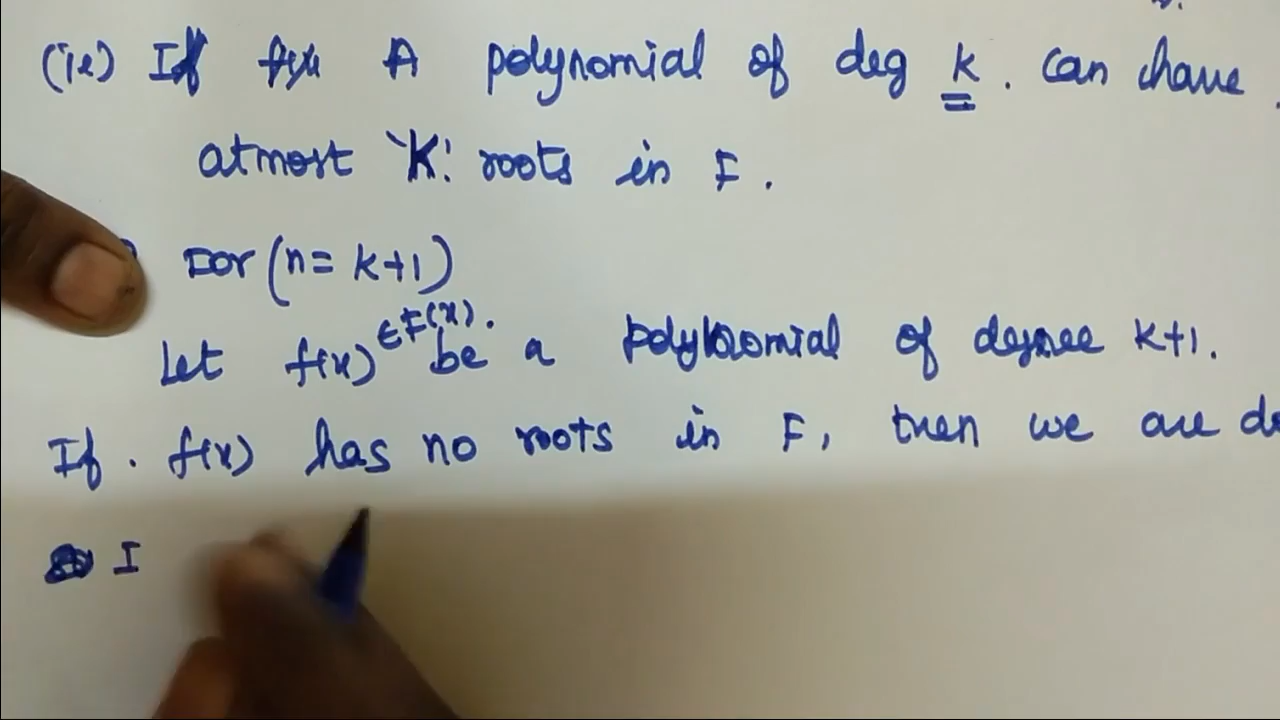 (ie) If f(x) A polynomial of deg k. can have
atmost 'K' roots in F.
For (n = k+1)
Let f(x) ∈ F(x). be a polynomial of degree k+1.
If. f(x) has no roots in F, then we are d
I